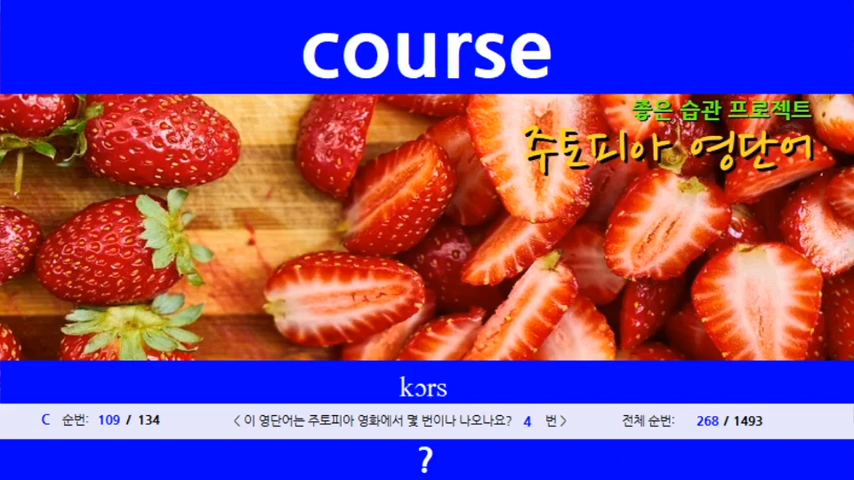 course
좋은 습관 프로젝트
주토피아 영단어
kɔrs
C 순번: 109 / 134 < 이 영단어는 주토피아 영화에서 몇 번이나 나오나요? 4 번 > 전체 순번: 268 / 1493
?